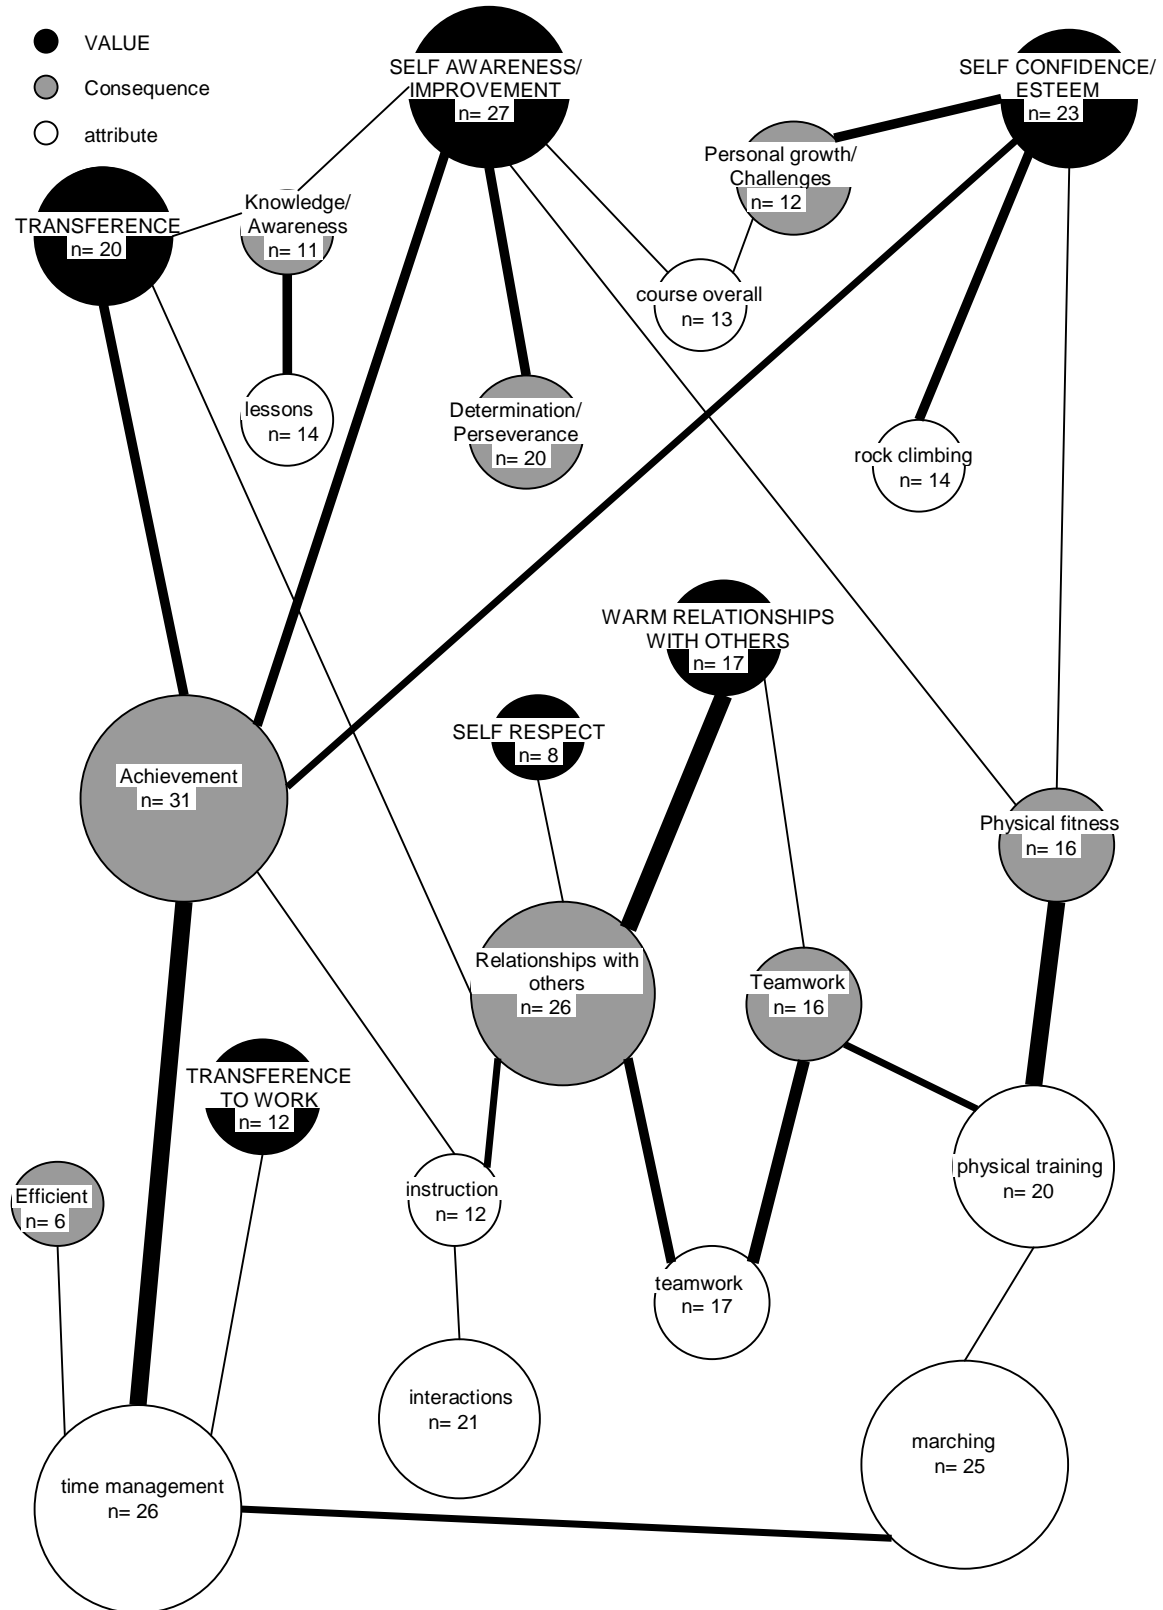 VALUE
Consequence
attribute
SELF AWARENESS/
IMPROVEMENT
n= 27
SELF CONFIDENCE/
ESTEEM
n= 23
Personal growth/
Challenges
n= 12
TRANSFERENCE
n= 20
Knowledge/
Awareness
n= 11
course overall
n= 13
lessons
n= 14
Determination/
Perseverance
n= 20
rock climbing
n= 14
WARM RELATIONSHIPS
WITH OTHERS
n= 17
SELF RESPECT
n= 8
Achievement
n= 31
Physical fitness
n= 16
Relationships with
others
n= 26
Teamwork
n= 16
TRANSFERENCE
TO WORK
n= 12
Efficient
n= 6
instruction
n= 12
physical training
n= 20
teamwork
n= 17
interactions
n= 21
marching
n= 25
time management
n= 26